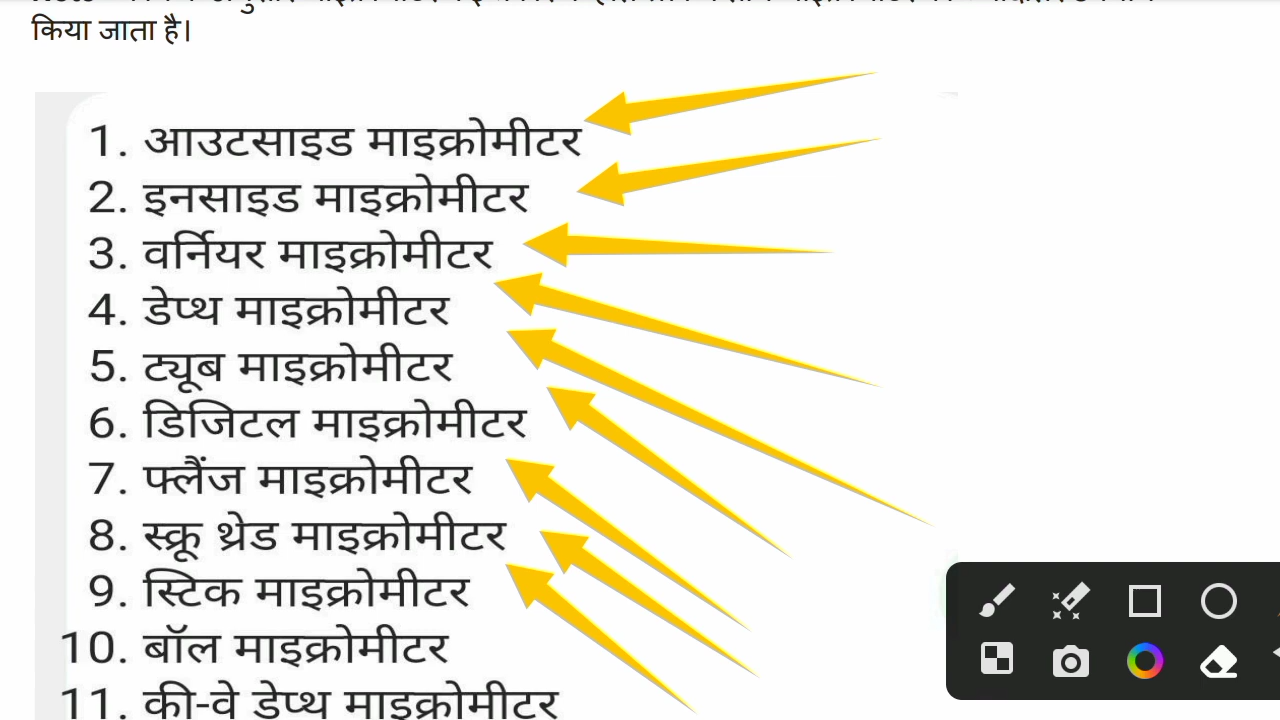 किया जाता है।
1. आउटसाइड माइक्रोमीटर
2. इनसाइड माइक्रोमीटर
3. वर्नियर माइक्रोमीटर
4. डेप्थ माइक्रोमीटर
5. ट्यूब माइक्रोमीटर
6. डिजिटल माइक्रोमीटर
7. फ्लैंज माइक्रोमीटर
8. स्क्रू थ्रेड माइक्रोमीटर
9. स्टिक माइक्रोमीटर
10. बॉल माइक्रोमीटर
11. की-वे डेप्थ माइक्रोमीटर